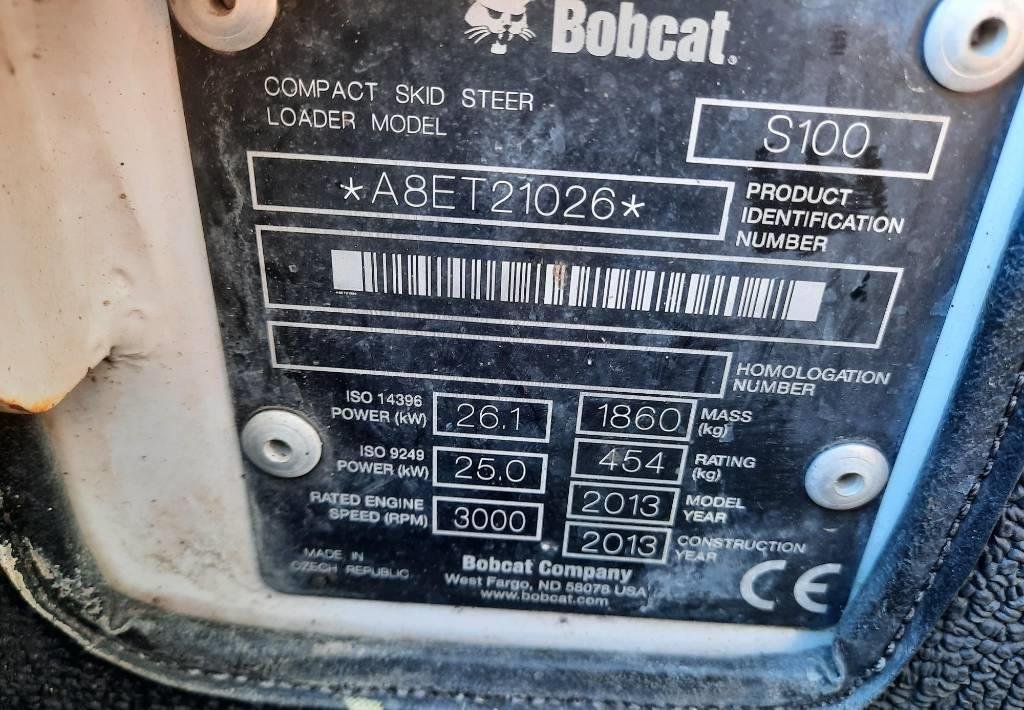 Bobcat.
COMPACT SKID STEER
LOADER MODEL
S100
*A8ET21026*
PRODUCT
IDENTIFICATION
NUMBER
HOMOLOGATION
NUMBER
ISO 14396
POWER (kW)
26.1
1860
MASS
(kg)
ISO 9249
POWER (kW)
25.0
454
RATING
(kg)
RATED ENGINE
SPEED (RPM)
3000
2013
MODEL
YEAR
2013
CONSTRUCTION
YEAR
MADE IN
CZECH REPUBLIC
Bobcat Company
West Fargo, ND 58078 USA
www.bobcat.com
CE